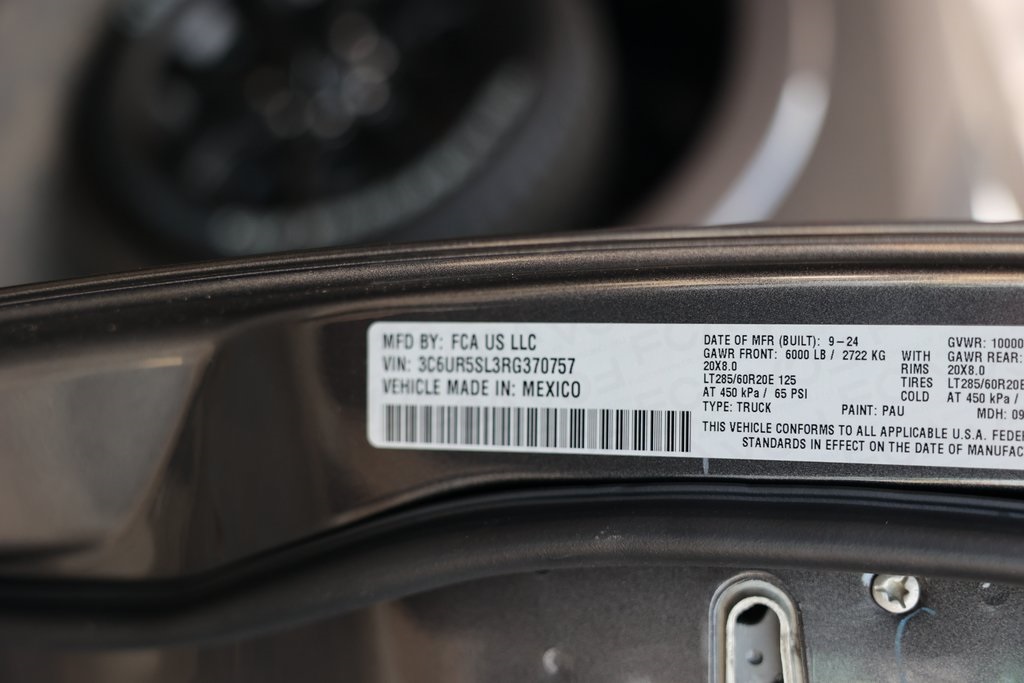 MFD BY: FCA US LLC
VIN: 3C6UR5SL3RG370757
VEHICLE MADE IN: MEXICO
DATE OF MFR (BUILT): 9-24
GAWR FRONT: 6000 LB / 2722 KG
20X8.0
LT285/60R20E 125
AT 450 kPa / 65 PSI
TYPE: TRUCK
PAINT: PAU
WITH
RIMS
TIRES
COLD
GVWR: 10000
GAWR REAR:
20X8.0
LT285/60R20E
AT 450 kPa /
MDH: 09
THIS VEHICLE CONFORMS TO ALL APPLICABLE U.S.A. FEDER
STANDARDS IN EFFECT ON THE DATE OF MANUFAC